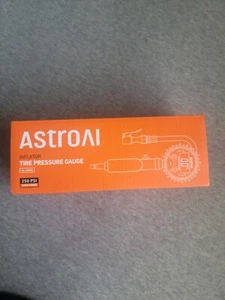 ASTROAI
INFLATOR
TIRE PRESSURE GAUGE
250 PSI